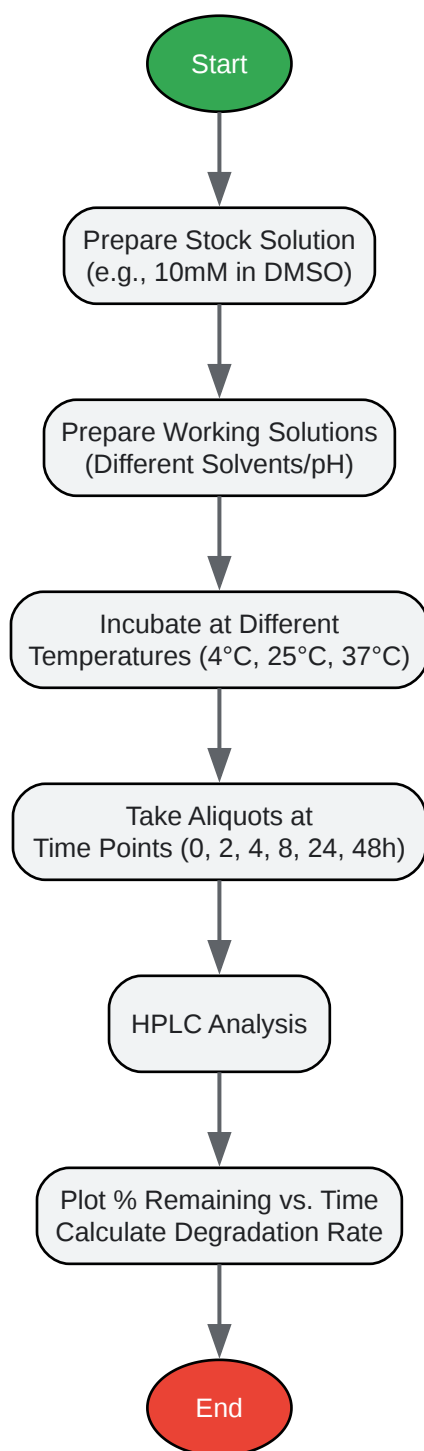 Start
Prepare Stock Solution
(e.g., 10mM in DMSO)
Prepare Working Solutions
(Different Solvents/pH)
Incubate at Different
Temperatures (4°C, 25°C, 37°C)
Take Aliquots at
Time Points (0, 2, 4, 8, 24, 48h)
HPLC Analysis
Plot % Remaining vs. Time
Calculate Degradation Rate
End